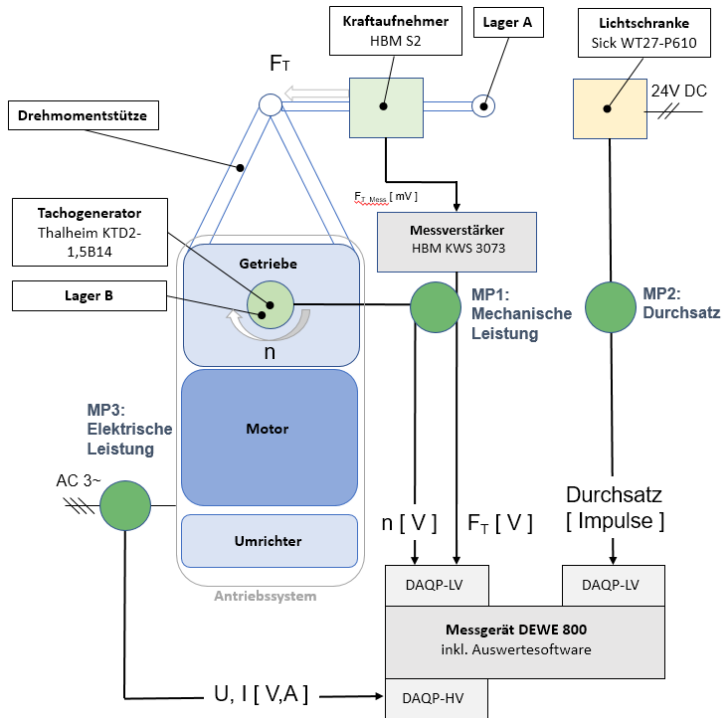 Kraftaufnehmer
HBM S2
Lager A
Lichtschranke
Sick WT27-P610
F_T
24V DC
Drehmomentstütze
F_T_Mess [ mV ]
Tachogenerator
Thalheim KTD2-
1,5B14
Messverstärker
HBM KWS 3073
Getriebe
Lager B
MP1:
Mechanische
Leistung
MP2:
Durchsatz
n
MP3:
Elektrische
Leistung
Motor
AC 3~
Durchsatz
[ Impulse ]
n [ V ]
F_T [ V ]
Umrichter
DAQP-LV
DAQP-LV
Antriebssystem
Messgerät DEWE 800
inkl. Auswertesoftware
U, I [ V,A ]
DAQP-HV